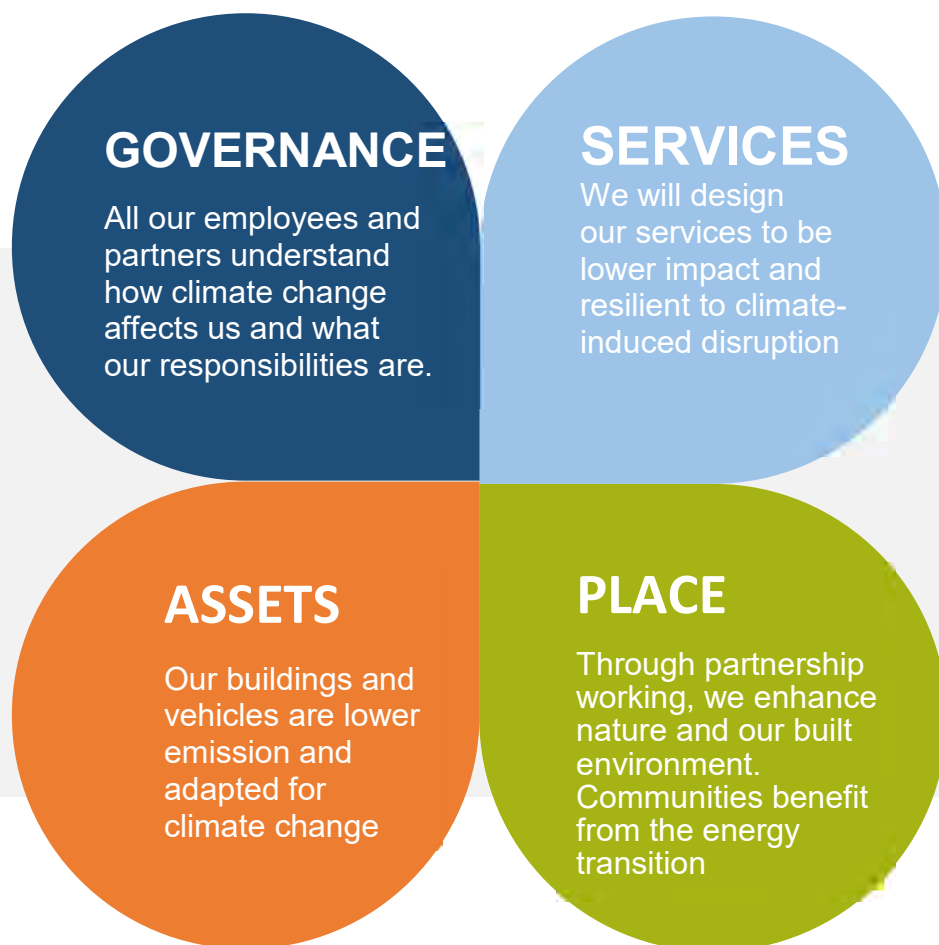 GOVERNANCE
All our employees and
partners understand
how climate change
affects us and what
our responsibilities are.
SERVICES
We will design
our services to be
lower impact and
resilient to climate-
induced disruption
ASSETS
Our buildings and
vehicles are lower
emission and
adapted for
climate change
PLACE
Through partnership
working, we enhance
nature and our built
environment.
Communities benefit
from the energy
transition